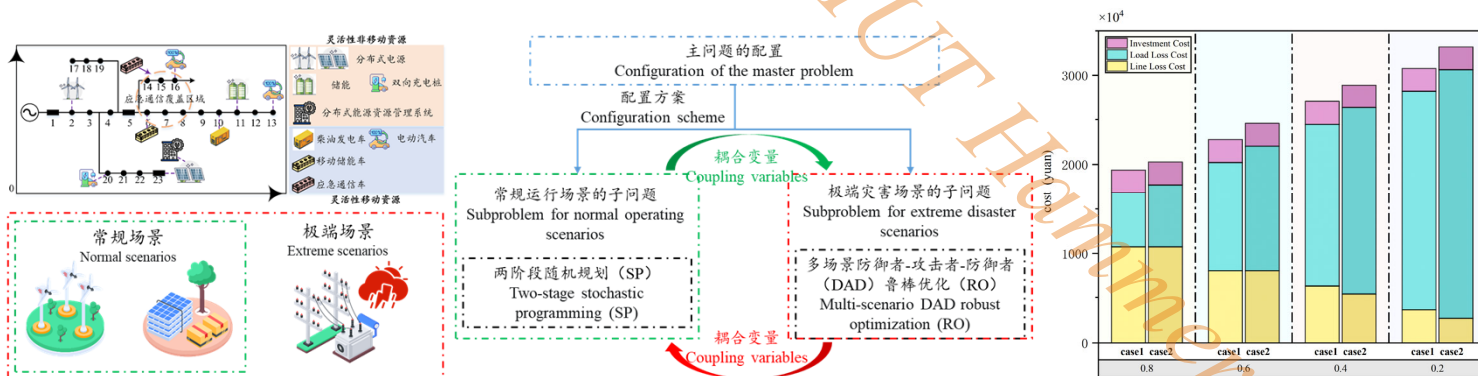 灵活性非移动资源
17 18 19
14 15 16
应急通信覆盖区域
1 2 3 4 5 6 7 8 9 10 11 12 13
20 21 22 23
0
分布式电源
储能
双向充电桩
分布式能源资源管理系统
柴油发电车
电动汽车
移动储能车
应急通信车
灵活性移动资源
常规场景
Normal scenarios
极端场景
Extreme scenarios
主问题的配置
Configuration of the master problem
配置方案
Configuration scheme
耦合变量
Coupling variables
常规运行场景的子问题
Subproblem for normal operating
scenarios
两阶段随机规划（SP）
Two-stage stochastic
programming (SP)
极端灾害场景的子问题
Subproblem for extreme disaster
scenarios
多场景防御者-攻击者-防御者
（DAD）鲁棒优化（RO）
Multi-scenario DAD robust
optimization (RO)
耦合变量
Coupling variables
×10⁴
Investment Cost
Load Loss Cost
Line Loss Cost
3000
2000
1000
0
cost (yuan)
case1 case2 case1 case2 case1 case2 case1 case2
0.8 0.6 0.4 0.2